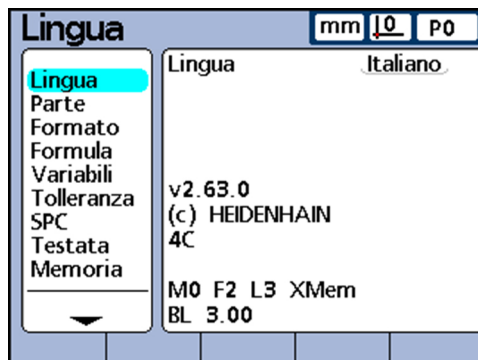 Lingua
mm 0 P0
Lingua
Parte
Formato
Formula
Variabili
Tolleranza
SPC
Testata
Memoria
Lingua Italiano
v2.63.0
(c) HEIDENHAIN
4C
M0 F2 L3 XMem
BL 3.00